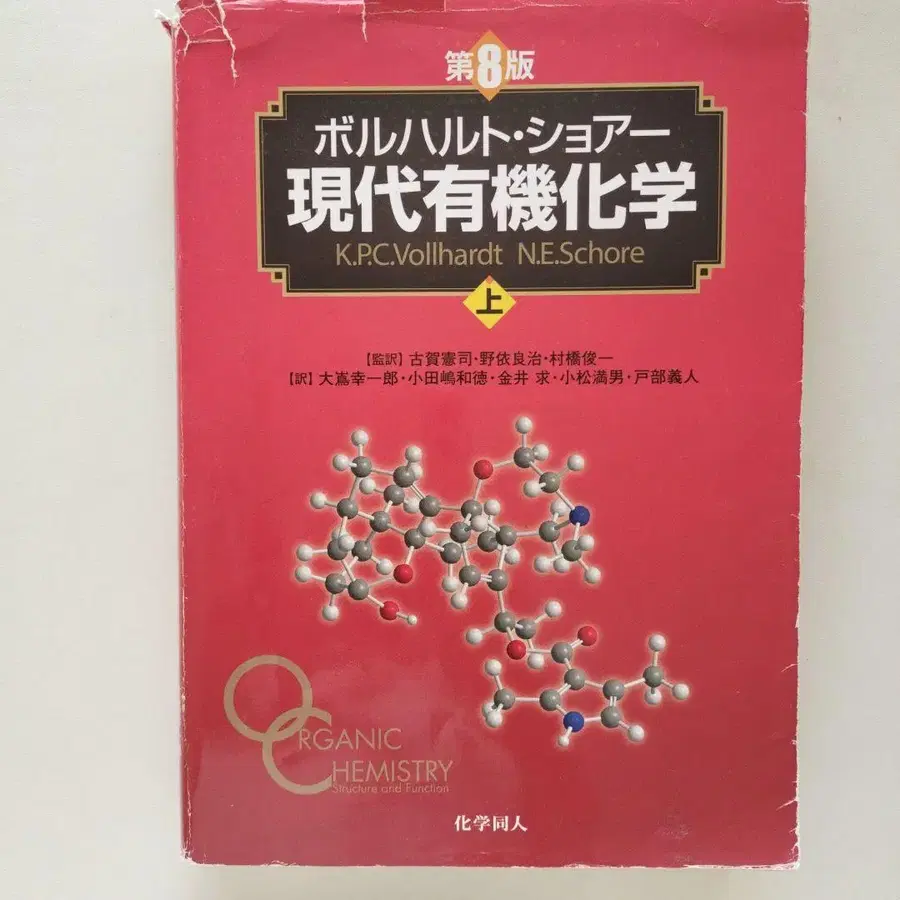 第8版
ボルハルト・ショアー
現代有機化学
K.P.C.Vollhardt N.E.Schore
上
【監訳】古賀憲司・野依良治・村橋俊一
【訳】大嶌幸一郎・小田嶋和徳・金井 求・小松満男・戸部義人
ORGANIC
CHEMISTRY
Structure and Function
化学同人